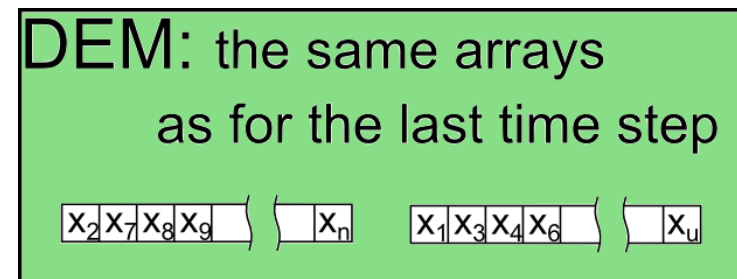 DEM: the same arrays
as for the last time step
x₂ x₇ x₈ x₉ xₙ x₁ x₃ x₄ x₆ xᵤ